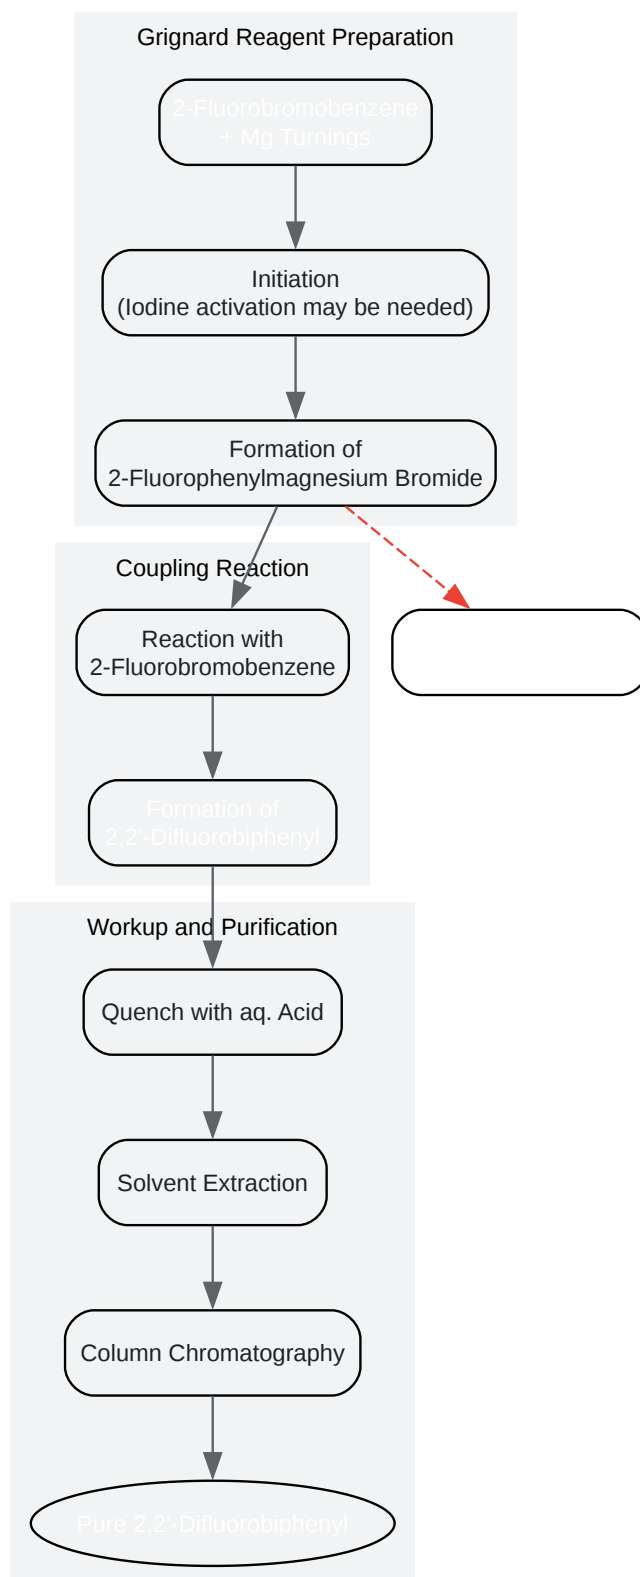 Grignard Reagent Preparation
2-Fluorobromobenzene
+ Mg Turnings
Initiation
(Iodine activation may be needed)
Formation of
2-Fluorophenylmagnesium Bromide
Coupling Reaction
Reaction with
2-Fluorobromobenzene
Formation of
2,2'-Difluorobiphenyl
Workup and Purification
Quench with aq. Acid
Solvent Extraction
Column Chromatography
Pure 2,2'-Difluorobiphenyl